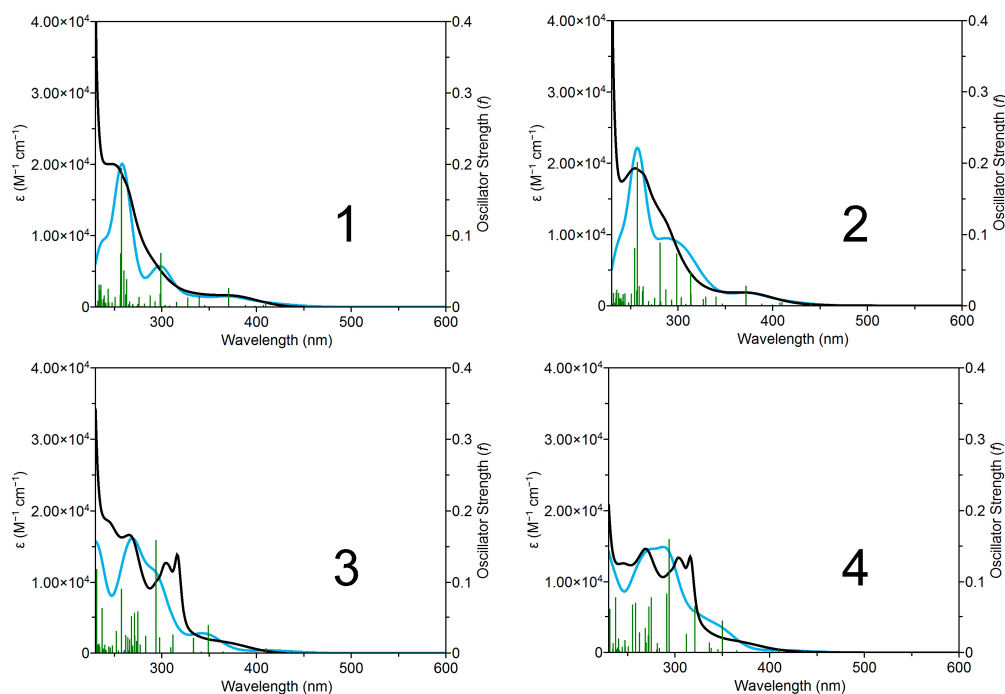 4.00×10⁴
3.00×10⁴
2.00×10⁴
1.00×10⁴
0
ε (M⁻¹ cm⁻¹)
0.4
0.3
0.2
0.1
0
Oscillator Strength (f)
1
300 400 500 600
Wavelength (nm)
4.00×10⁴
3.00×10⁴
2.00×10⁴
1.00×10⁴
0
ε (M⁻¹ cm⁻¹)
0.4
0.3
0.2
0.1
0
Oscillator Strength (f)
2
300 400 500 600
Wavelength (nm)
4.00×10⁴
3.00×10⁴
2.00×10⁴
1.00×10⁴
0
ε (M⁻¹ cm⁻¹)
0.4
0.3
0.2
0.1
0
Oscillator Strength (f)
3
300 400 500 600
Wavelength (nm)
4.00×10⁴
3.00×10⁴
2.00×10⁴
1.00×10⁴
0
ε (M⁻¹ cm⁻¹)
0.4
0.3
0.2
0.1
0
Oscillator Strength (f)
4
300 400 500 600
Wavelength (nm)